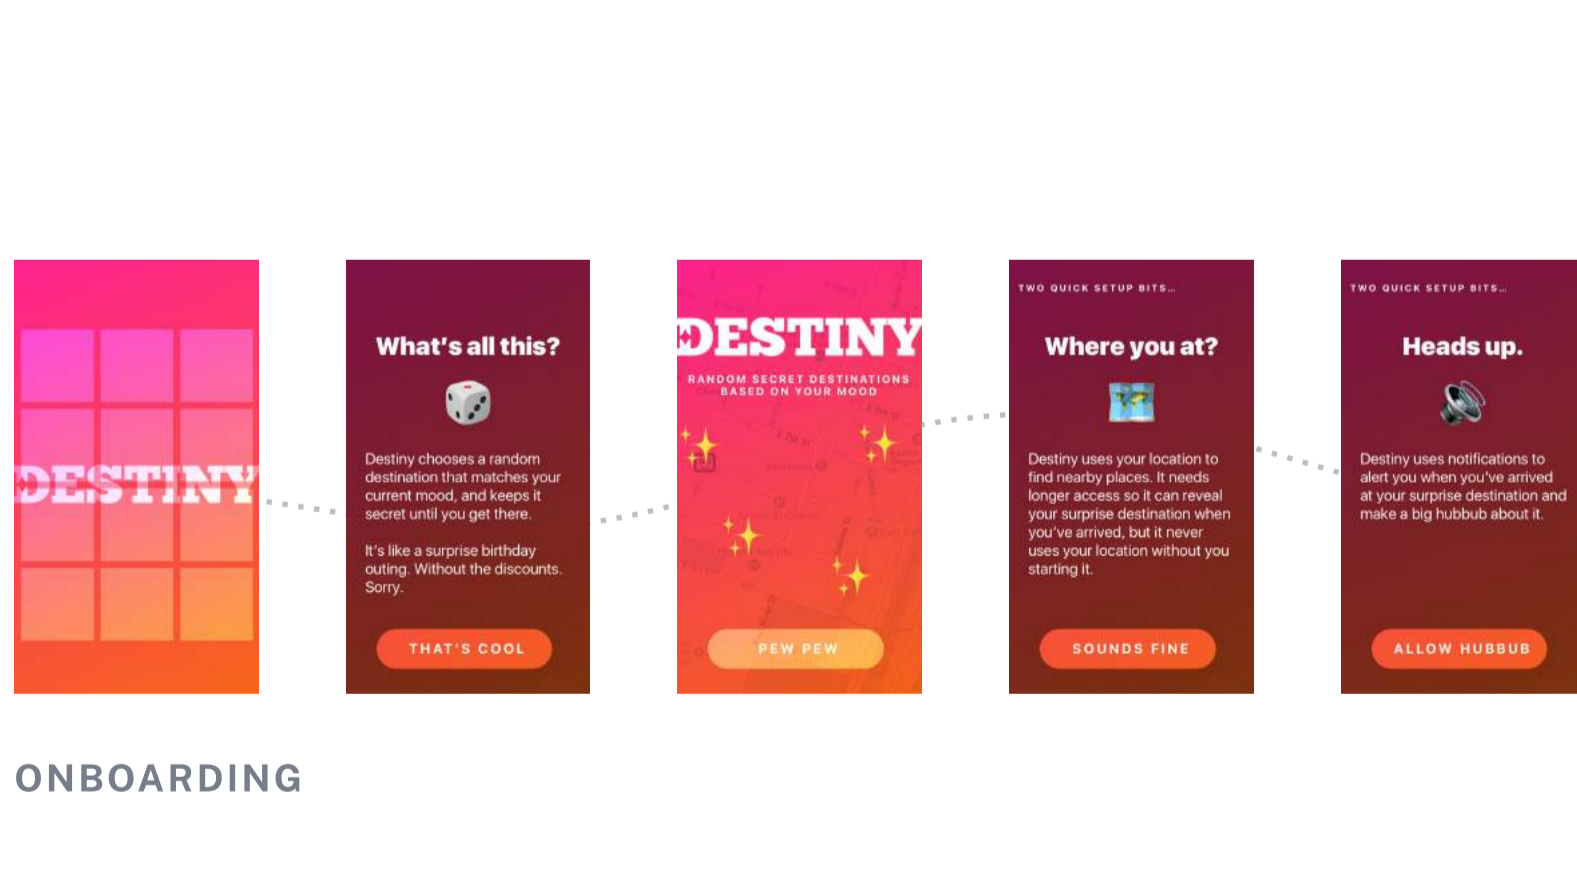 DESTINY
What's all this?
Destiny chooses a random
destination that matches your
current mood, and keeps it
secret until you get there.
It's like a surprise birthday
outing. Without the discounts.
Sorry.
THAT'S COOL
DESTINY
RANDOM SECRET DESTINATIONS
BASED ON YOUR MOOD
PEW PEW
TWO QUICK SETUP BITS…
Where you at?
Destiny uses your location to
find nearby places. It needs
longer access so it can reveal
your surprise destination when
you've arrived, but it never
uses your location without you
starting it.
SOUNDS FINE
TWO QUICK SETUP BITS…
Heads up.
Destiny uses notifications to
alert you when you've arrived
at your surprise destination and
make a big hubbub about it.
ALLOW HUBBUB
ONBOARDING